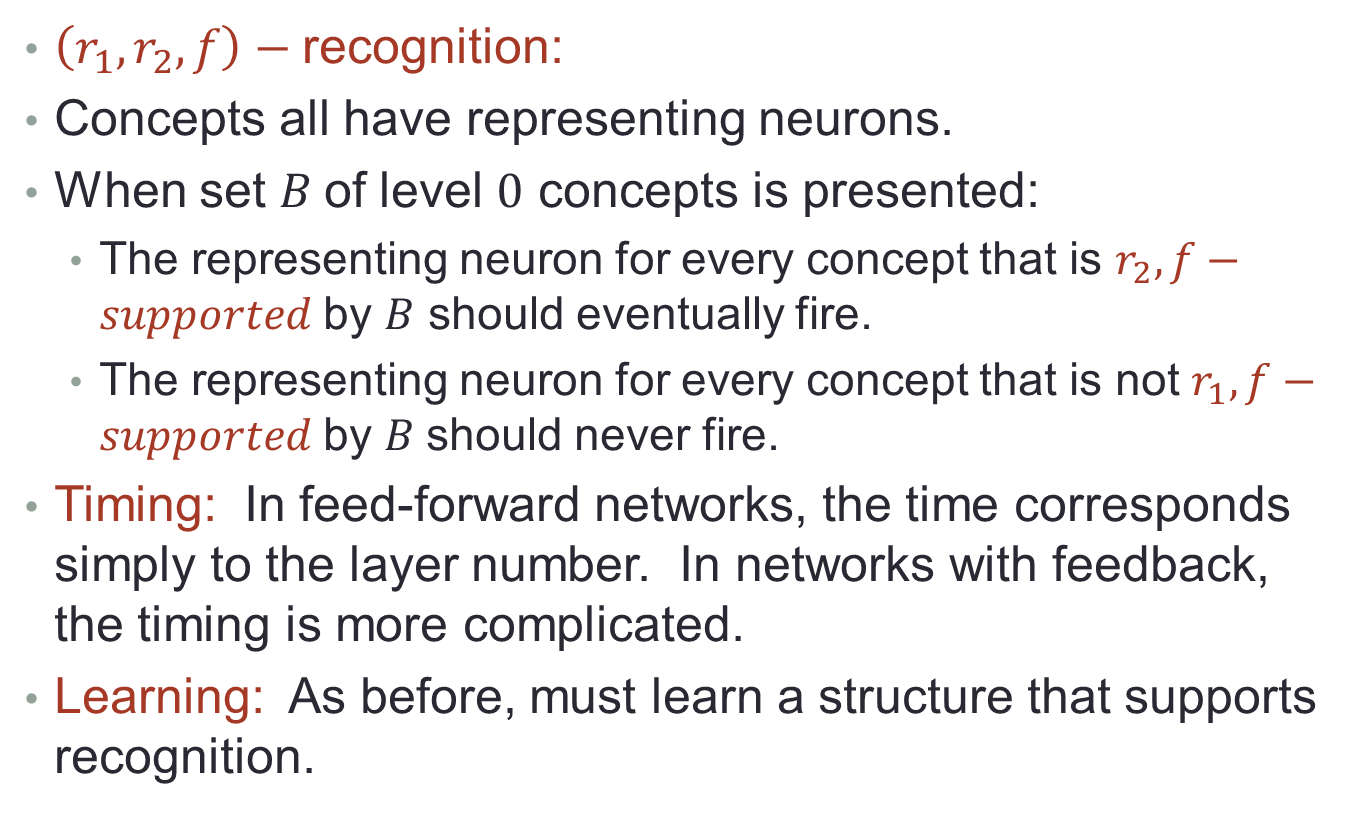 • (r₁, r₂, f) – recognition:
• Concepts all have representing neurons.
• When set B of level 0 concepts is presented:
• The representing neuron for every concept that is r₂, f –
supported by B should eventually fire.
• The representing neuron for every concept that is not r₁, f –
supported by B should never fire.
• Timing: In feed-forward networks, the time corresponds
simply to the layer number. In networks with feedback,
the timing is more complicated.
• Learning: As before, must learn a structure that supports
recognition.